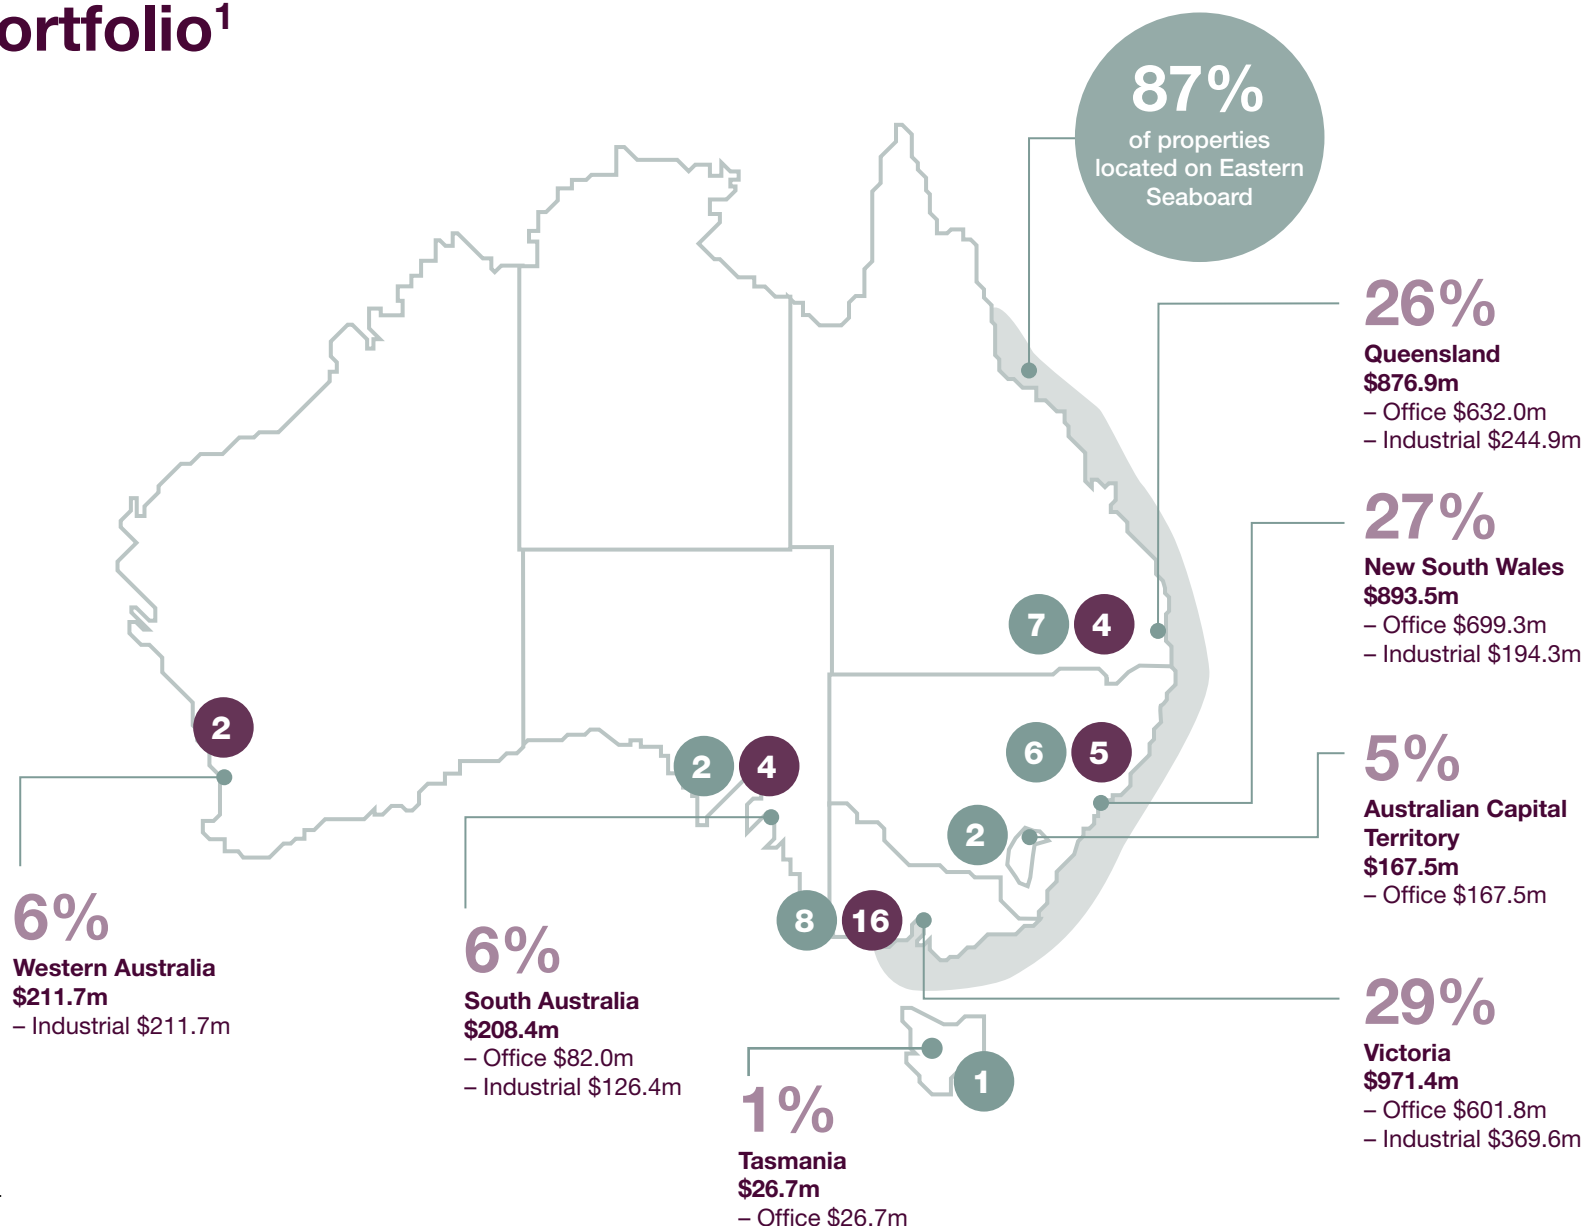 ortfolio1
87%
of properties
located on Eastern
Seaboard
26%
Queensland
$876.9m
– Office $632.0m
– Industrial $244.9m
27%
New South Wales
$893.5m
– Office $699.3m
– Industrial $194.3m
5%
Australian Capital
Territory
$167.5m
– Office $167.5m
29%
Victoria
$971.4m
– Office $601.8m
– Industrial $369.6m
7 4
6 5
2
2
2 4
8 16
1
6%
Western Australia
$211.7m
– Industrial $211.7m
6%
South Australia
$208.4m
– Office $82.0m
– Industrial $126.4m
1%
Tasmania
$26.7m
– Office $26.7m